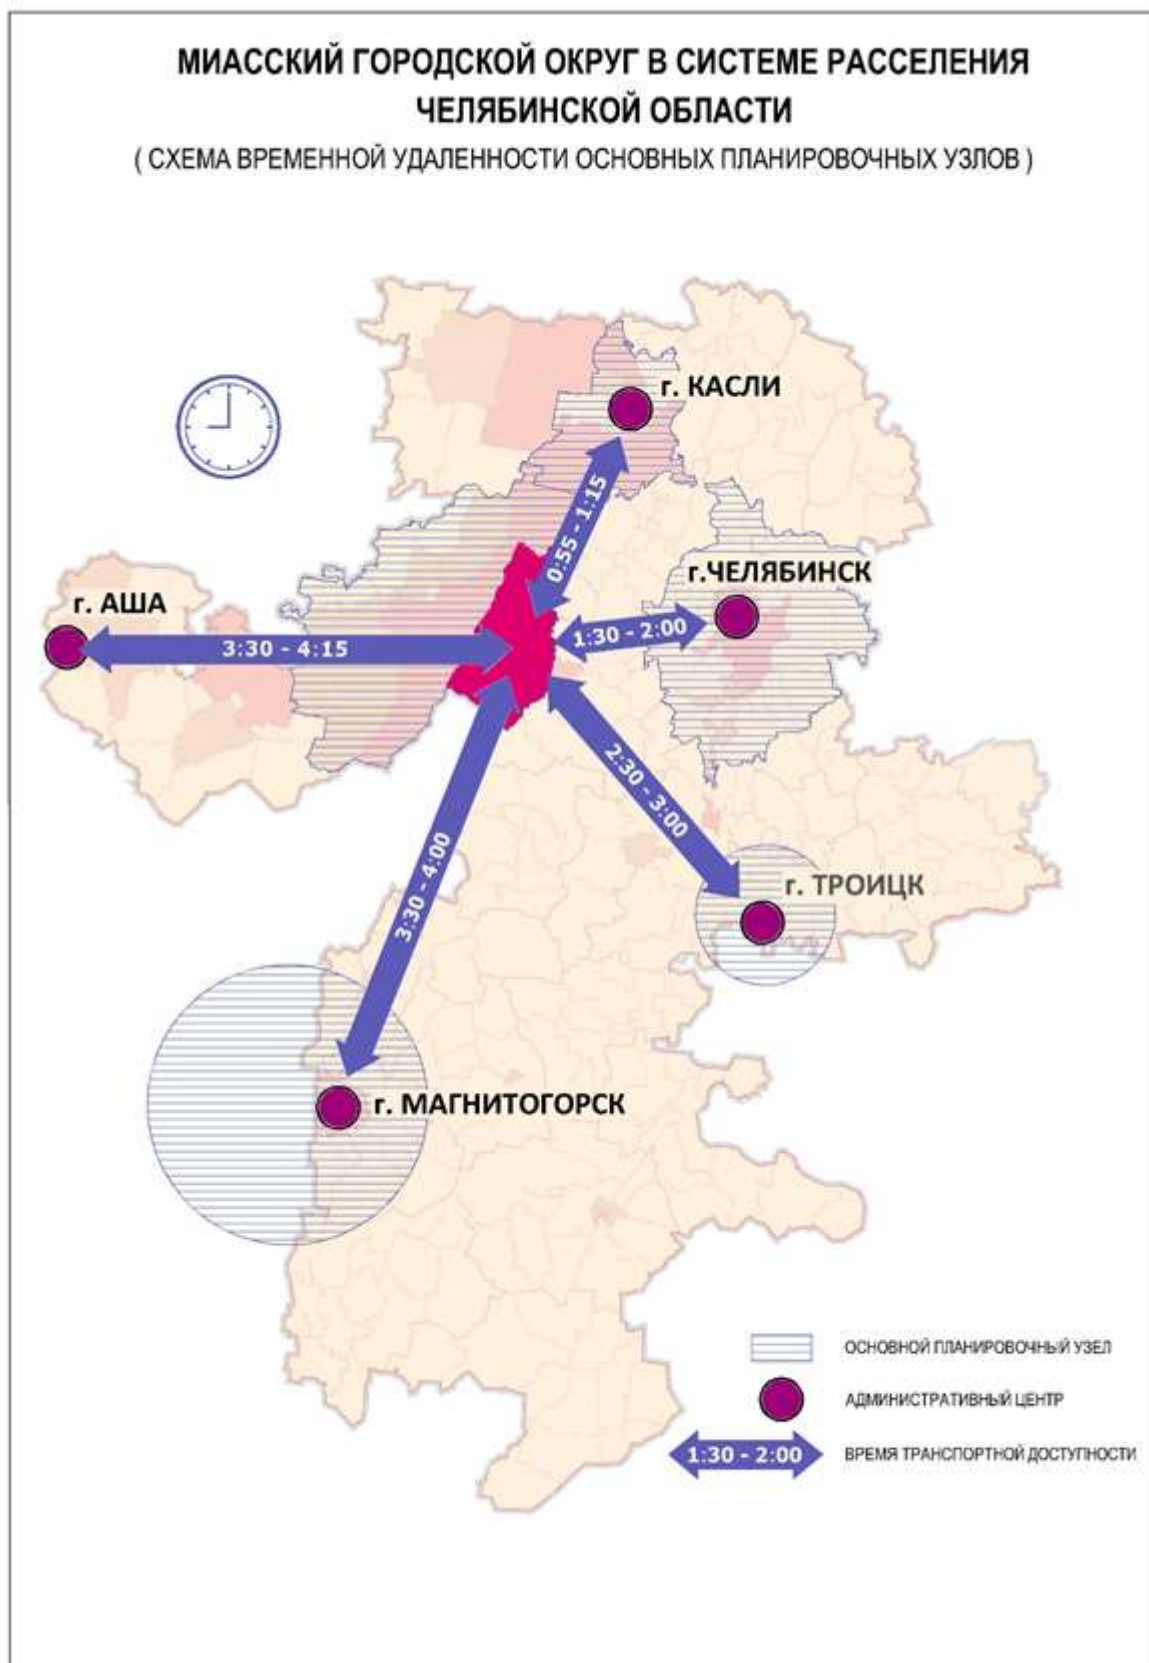 МИАССКИЙ ГОРОДСКОЙ ОКРУГ В СИСТЕМЕ РАССЕЛЕНИЯ
ЧЕЛЯБИНСКОЙ ОБЛАСТИ
( СХЕМА ВРЕМЕННОЙ УДАЛЕННОСТИ ОСНОВНЫХ ПЛАНИРОВОЧНЫХ УЗЛОВ )
г. КАСЛИ
0:55 - 1:15
г.ЧЕЛЯБИНСК
1:30 - 2:00
г. АША
3:30 - 4:15
2:30 - 3:00
3:30 - 4:00
г. ТРОИЦК
г. МАГНИТОГОРСК
ОСНОВНОЙ ПЛАНИРОВОЧНЫЙ УЗЕЛ
АДМИНИСТРАТИВНЫЙ ЦЕНТР
1:30 - 2:00 ВРЕМЯ ТРАНСПОРТНОЙ ДОСТУПНОСТИ